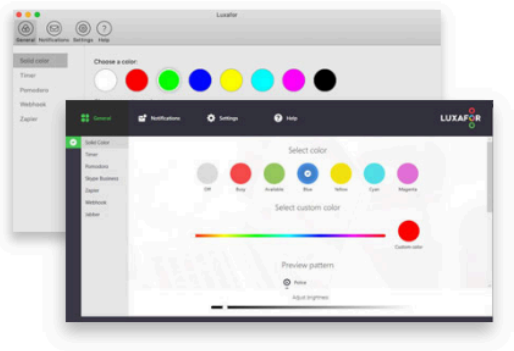 Luxafor
General Notifications Settings Help
Solid color
Timer
Pomodoro
Webhook
Zapier
Choose a color:
General Notifications Settings Help LUXAFOR
Solid Color
Timer
Pomodoro
Skype Business
Zapier
Webhook
Jabber
Select color
Off Busy Available Blue Yellow Cyan Magenta
Select custom color
Custom color
Preview pattern
Police
Adjust brightness